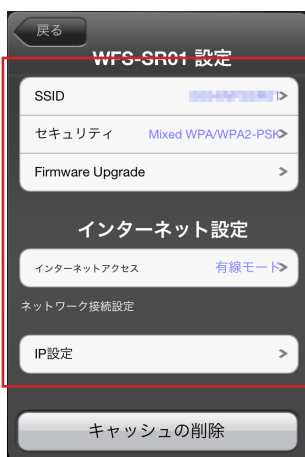 戻る
WFS-SR01 設定
SSID >
セキュリティ Mixed WPA/WPA2-PSK>
Firmware Upgrade >
インターネット設定
インターネットアクセス 有線モード>
ネットワーク接続設定
IP設定 >
キャッシュの削除